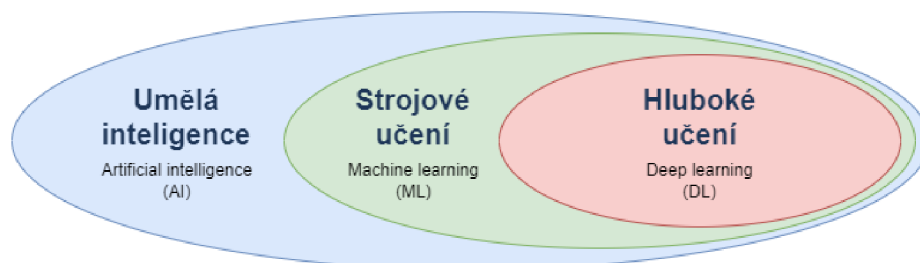 Umělá
inteligence
Artificial intelligence
(AI)
Strojové
učení
Machine learning
(ML)
Hluboké
učení
Deep learning
(DL)